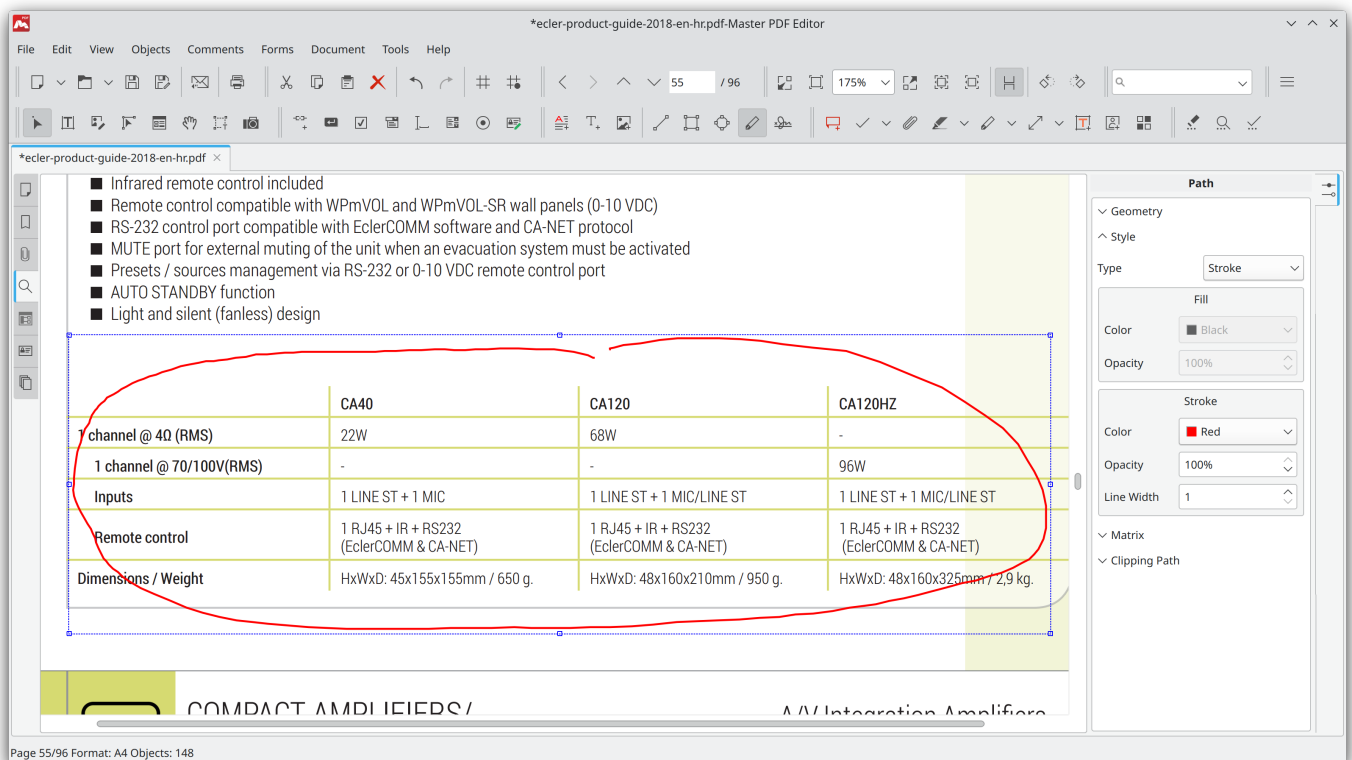 *ecler-product-guide-2018-en-hr.pdf-Master PDF Editor
File Edit View Objects Comments Forms Document Tools Help
55 / 96 175%
*ecler-product-guide-2018-en-hr.pdf
Infrared remote control included
Remote control compatible with WPmVOL and WPmVOL-SR wall panels (0-10 VDC)
RS-232 control port compatible with EclerCOMM software and CA-NET protocol
MUTE port for external muting of the unit when an evacuation system must be activated
Presets / sources management via RS-232 or 0-10 VDC remote control port
AUTO STANDBY function
Light and silent (fanless) design
CA40 CA120 CA120HZ
1 channel @ 4Ω (RMS) 22W 68W -
1 channel @ 70/100V(RMS) - - 96W
Inputs 1 LINE ST + 1 MIC 1 LINE ST + 1 MIC/LINE ST 1 LINE ST + 1 MIC/LINE ST
Remote control 1 RJ45 + IR + RS232 1 RJ45 + IR + RS232 1 RJ45 + IR + RS232
(EclerCOMM & CA-NET) (EclerCOMM & CA-NET) (EclerCOMM & CA-NET)
Dimensions / Weight HxWxD: 45x155x155mm / 650 g. HxWxD: 48x160x210mm / 950 g. HxWxD: 48x160x325mm / 2,9 kg.
COMPACT AMPLIFIERS/ A/V Integration Amplifiers
Path
Geometry
Style
Type Stroke
Fill
Color Black
Opacity 100%
Stroke
Color Red
Opacity 100%
Line Width 1
Matrix
Clipping Path
Page 55/96 Format: A4 Objects: 148